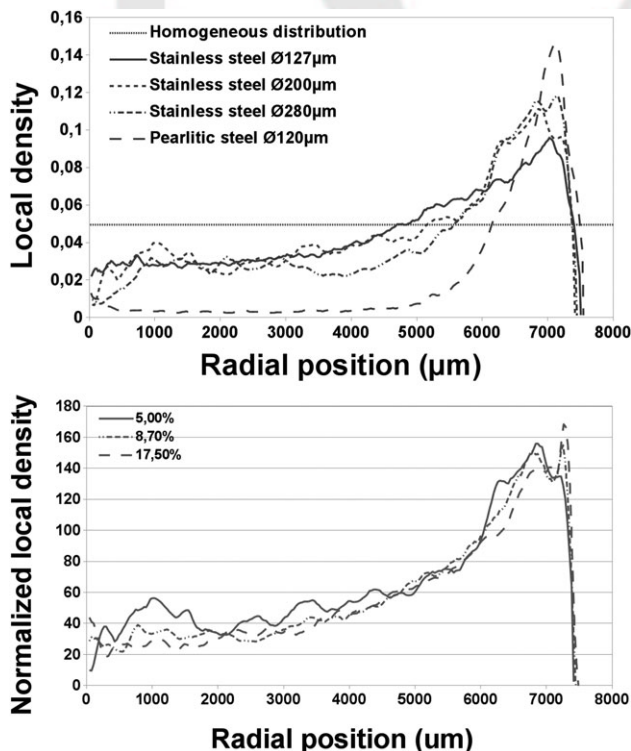 0,16
0,14
0,12
0,1
0,08
0,06
0,04
0,02
0
Local density
Homogeneous distribution
Stainless steel Ø127µm
Stainless steel Ø200µm
Stainless steel Ø280µm
Pearlitic steel Ø120µm
0 1000 2000 3000 4000 5000 6000 7000 8000
Radial position (µm)
180
160
140
120
100
80
60
40
20
0
Normalized local density
5,00%
8,70%
17,50%
0 1000 2000 3000 4000 5000 6000 7000 8000
Radial position (um)